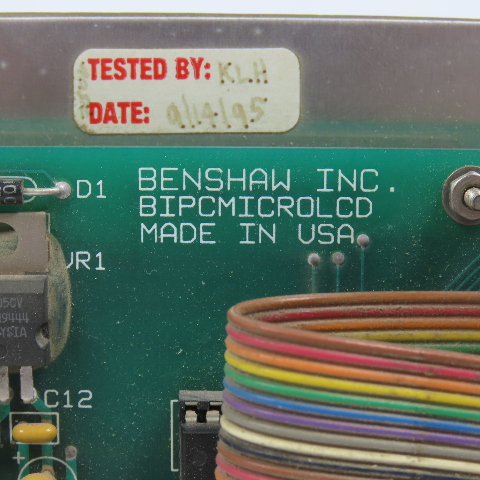 TESTED BY: KLH
DATE: 9/14/95
D1
BENSHAW INC.
BIPCMICROLCD
MADE IN USA
VR1
C12
+